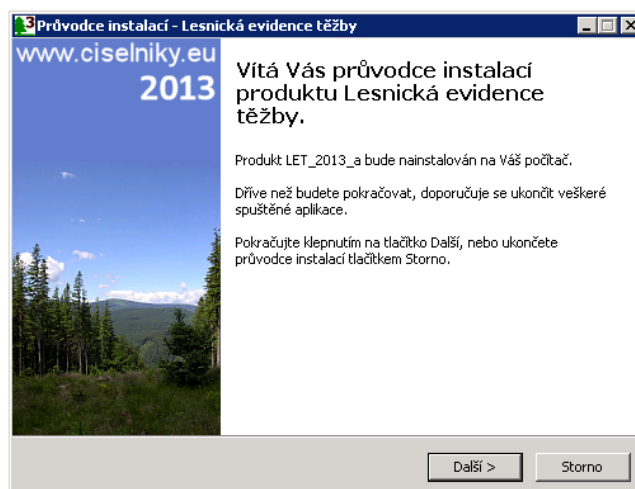 Průvodce instalací - Lesnická evidence těžby
www.ciselniky.eu
2013
Vítá Vás průvodce instalací
produktu Lesnická evidence
těžby.
Produkt LET_2013_a bude nainstalován na Váš počítač.
Dříve než budete pokračovat, doporučuje se ukončit veškeré
spuštěné aplikace.
Pokračujte klepnutím na tlačítko Další, nebo ukončete
průvodce instalací tlačítkem Storno.
Další >
Storno